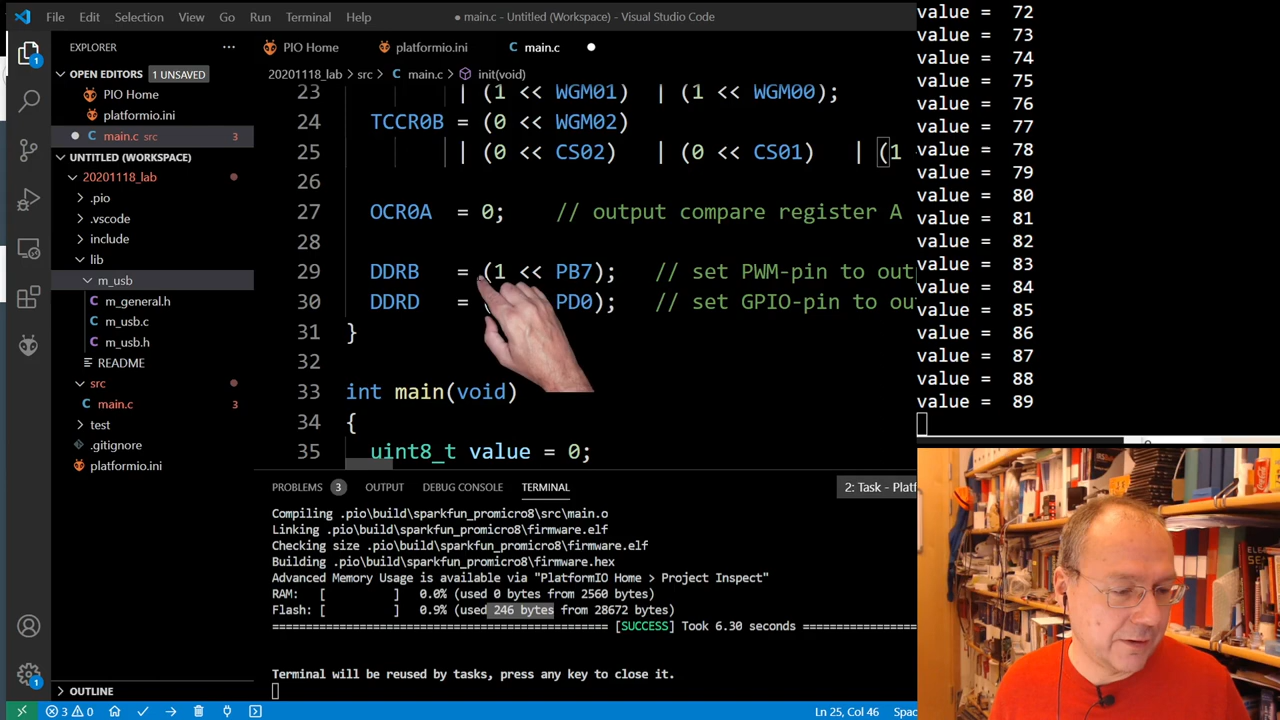 File Edit Selection View Go Run Terminal Help
● main.c - Untitled (Workspace) - Visual Studio Code
EXPLORER ···
OPEN EDITORS 1 UNSAVED
PIO Home
platformio.ini
● main.c src 3
UNTITLED (WORKSPACE)
20201118_lab
.pio
.vscode
include
lib
m_usb
m_general.h
m_usb.c
m_usb.h
README
src
main.c 3
test
.gitignore
platformio.ini
OUTLINE
1
1
PIO Home platformio.ini main.c ●
20201118_lab > src > main.c > init(void)
23 | (1 << WGM01) | (1 << WGM00);
24 TCCR0B = (0 << WGM02)
25 | (0 << CS02) | (0 << CS01) | (1
26
27 OCR0A = 0; // output compare register A
28
29 DDRB = (1 << PB7); // set PWM-pin to out
30 DDRD = PD0); // set GPIO-pin to ou
31 }
32
33 int main(void)
34 {
35 uint8_t value = 0;
PROBLEMS 3 OUTPUT DEBUG CONSOLE TERMINAL 2: Task - Platf
Compiling .pio\build\sparkfun_promicro8\src\main.o
Linking .pio\build\sparkfun_promicro8\firmware.elf
Checking size .pio\build\sparkfun_promicro8\firmware.elf
Building .pio\build\sparkfun_promicro8\firmware.hex
Advanced Memory Usage is available via "PlatformIO Home > Project Inspect"
RAM: [ ] 0.0% (used 0 bytes from 2560 bytes)
Flash: [ ] 0.9% (used 246 bytes from 28672 bytes)
============================================ [SUCCESS] Took 6.30 seconds ===============
Terminal will be reused by tasks, press any key to close it.
3 0 Ln 25, Col 46 Spac
value = 72
value = 73
value = 74
value = 75
value = 76
value = 77
value = 78
value = 79
value = 80
value = 81
value = 82
value = 83
value = 84
value = 85
value = 86
value = 87
value = 88
value = 89